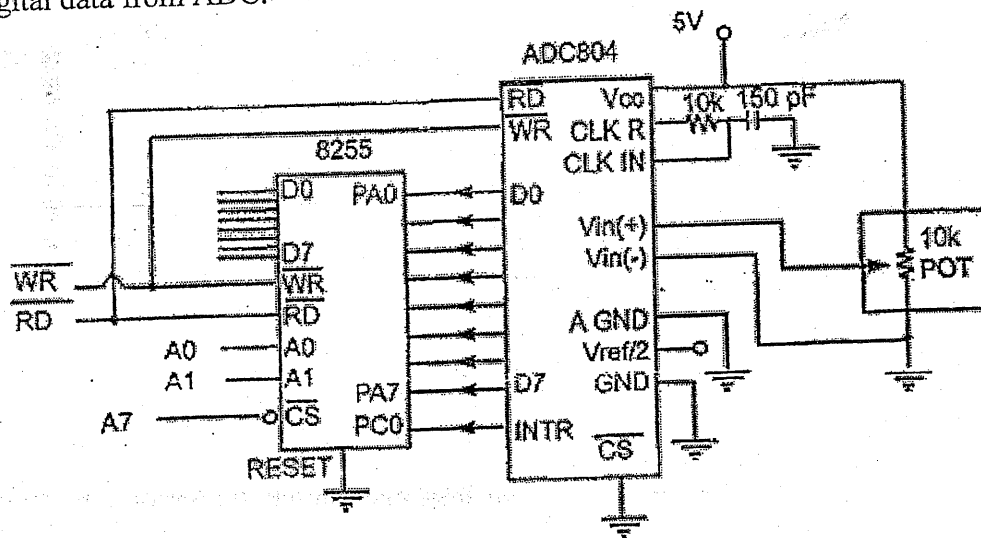 gital data from ADC.
5V
ADC804
RD
WR
Vcc
CLK R
CLK IN
10k
150 pF
8255
D0
D7
WR
RD
A0
A1
CS
RESET
PA0
PA7
PC0
WR
RD
A0
A1
A7
D0
D7
INTR
Vin(+)
Vin(-)
A GND
Vref/2
GND
CS
10k
POT